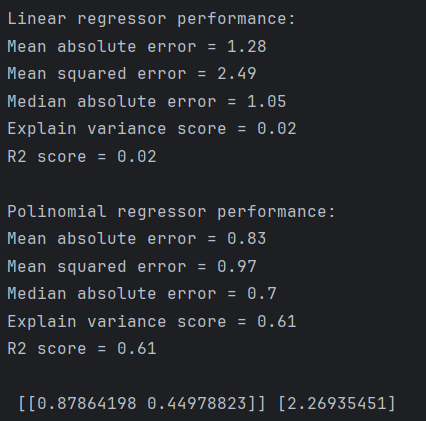 Linear regressor performance:
Mean absolute error = 1.28
Mean squared error = 2.49
Median absolute error = 1.05
Explain variance score = 0.02
R2 score = 0.02
Polinomial regressor performance:
Mean absolute error = 0.83
Mean squared error = 0.97
Median absolute error = 0.7
Explain variance score = 0.61
R2 score = 0.61
[[0.87864198 0.44978823]] [2.26935451]